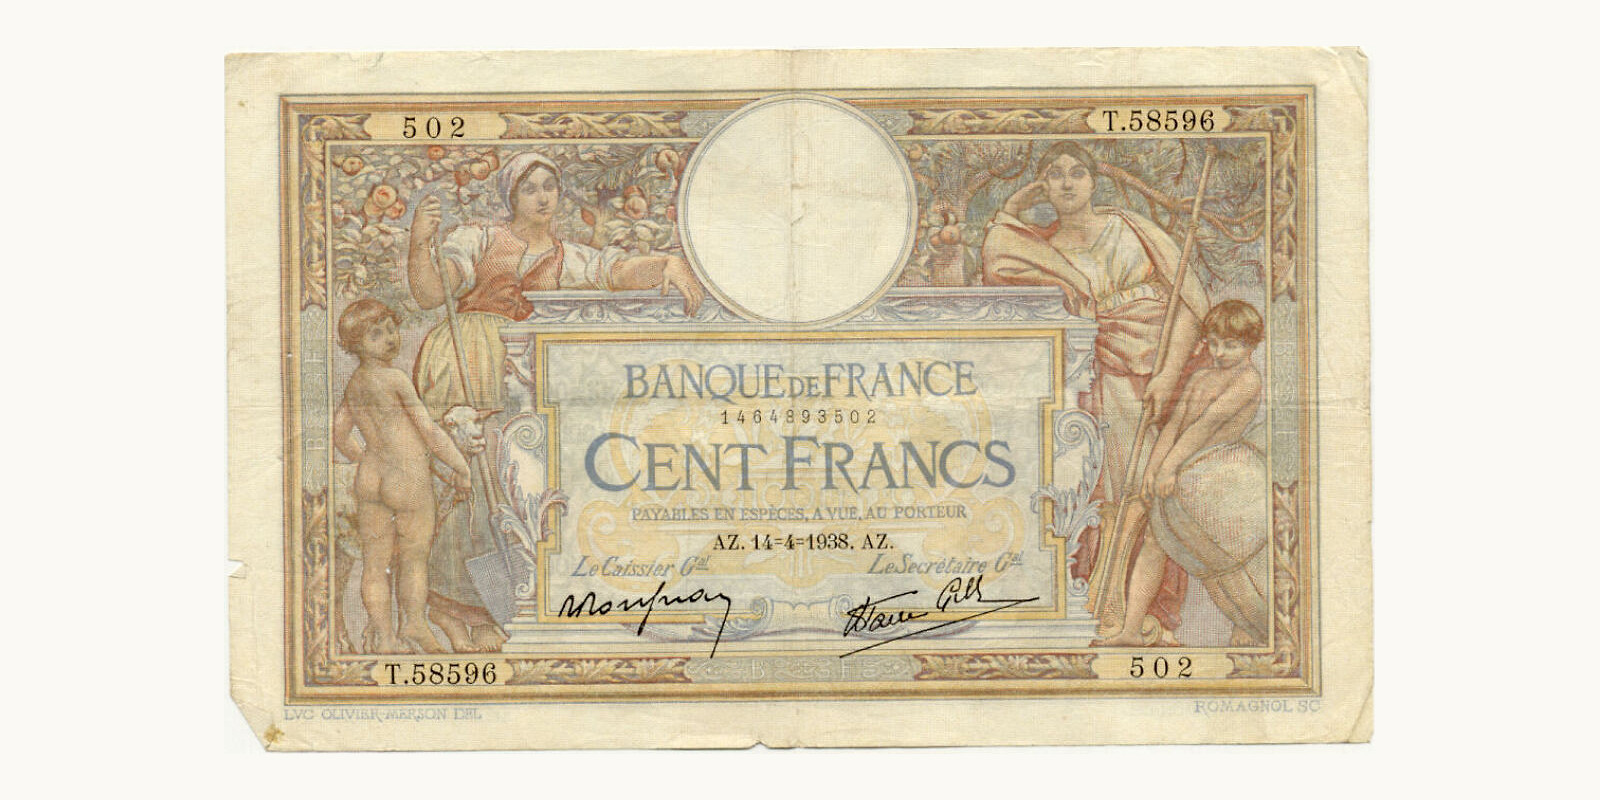 502
T.58596
BANQUE DE FRANCE
1464893502
CENT FRANCS
PAYABLES EN ESPÈCES, A VUE, AU PORTEUR
AZ. 14=4=1938. AZ.
Le Caissier Gal
Le Secrétaire Gal
T.58596
B F
502
LVC OLIVIER-MERSON DEL
ROMAGNOL SC